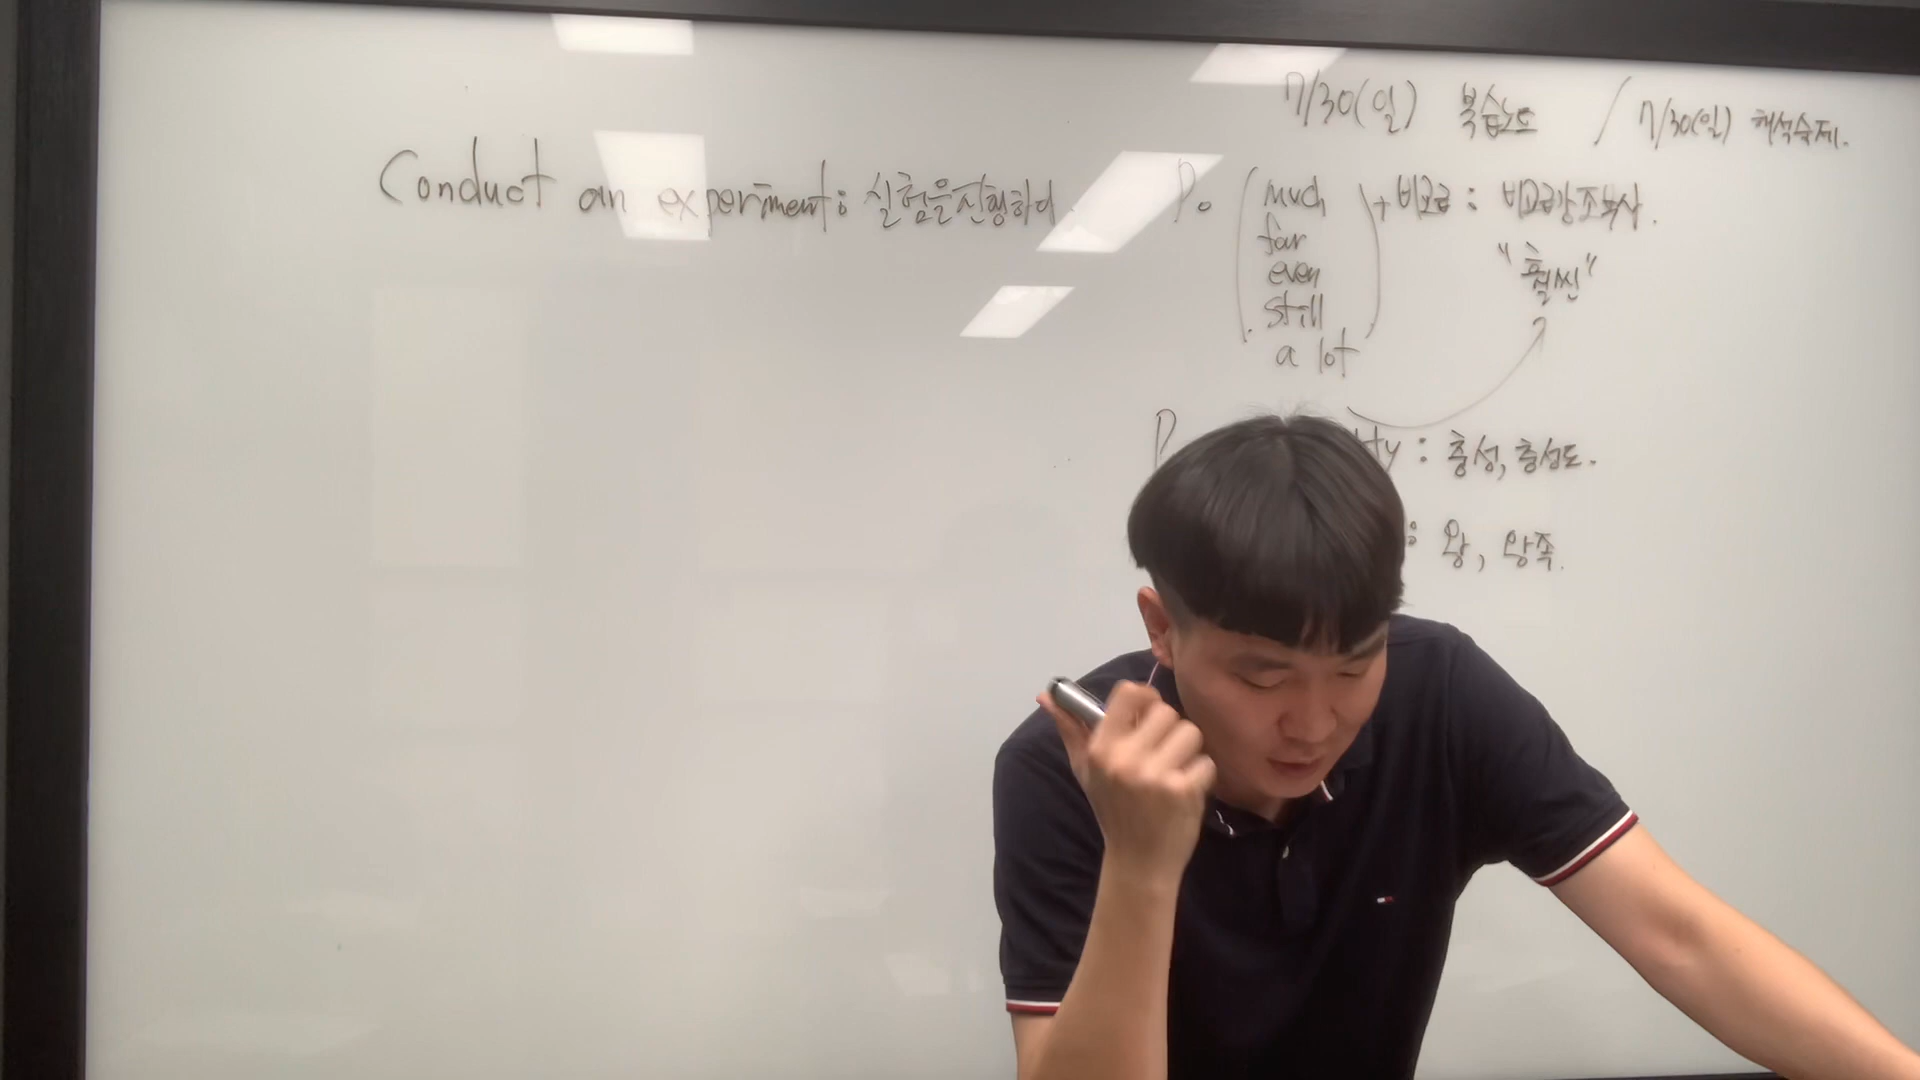 7/30(일) 복습노트 / 7/30(일) 해석숙제.
Conduct an experiment: 실험을 진행하다.
P. (much far even still a lot) + 비교급 : 비교급강조부사.
"훨씬"
P ty : 충성, 충성도.
: 왕, 왕족.